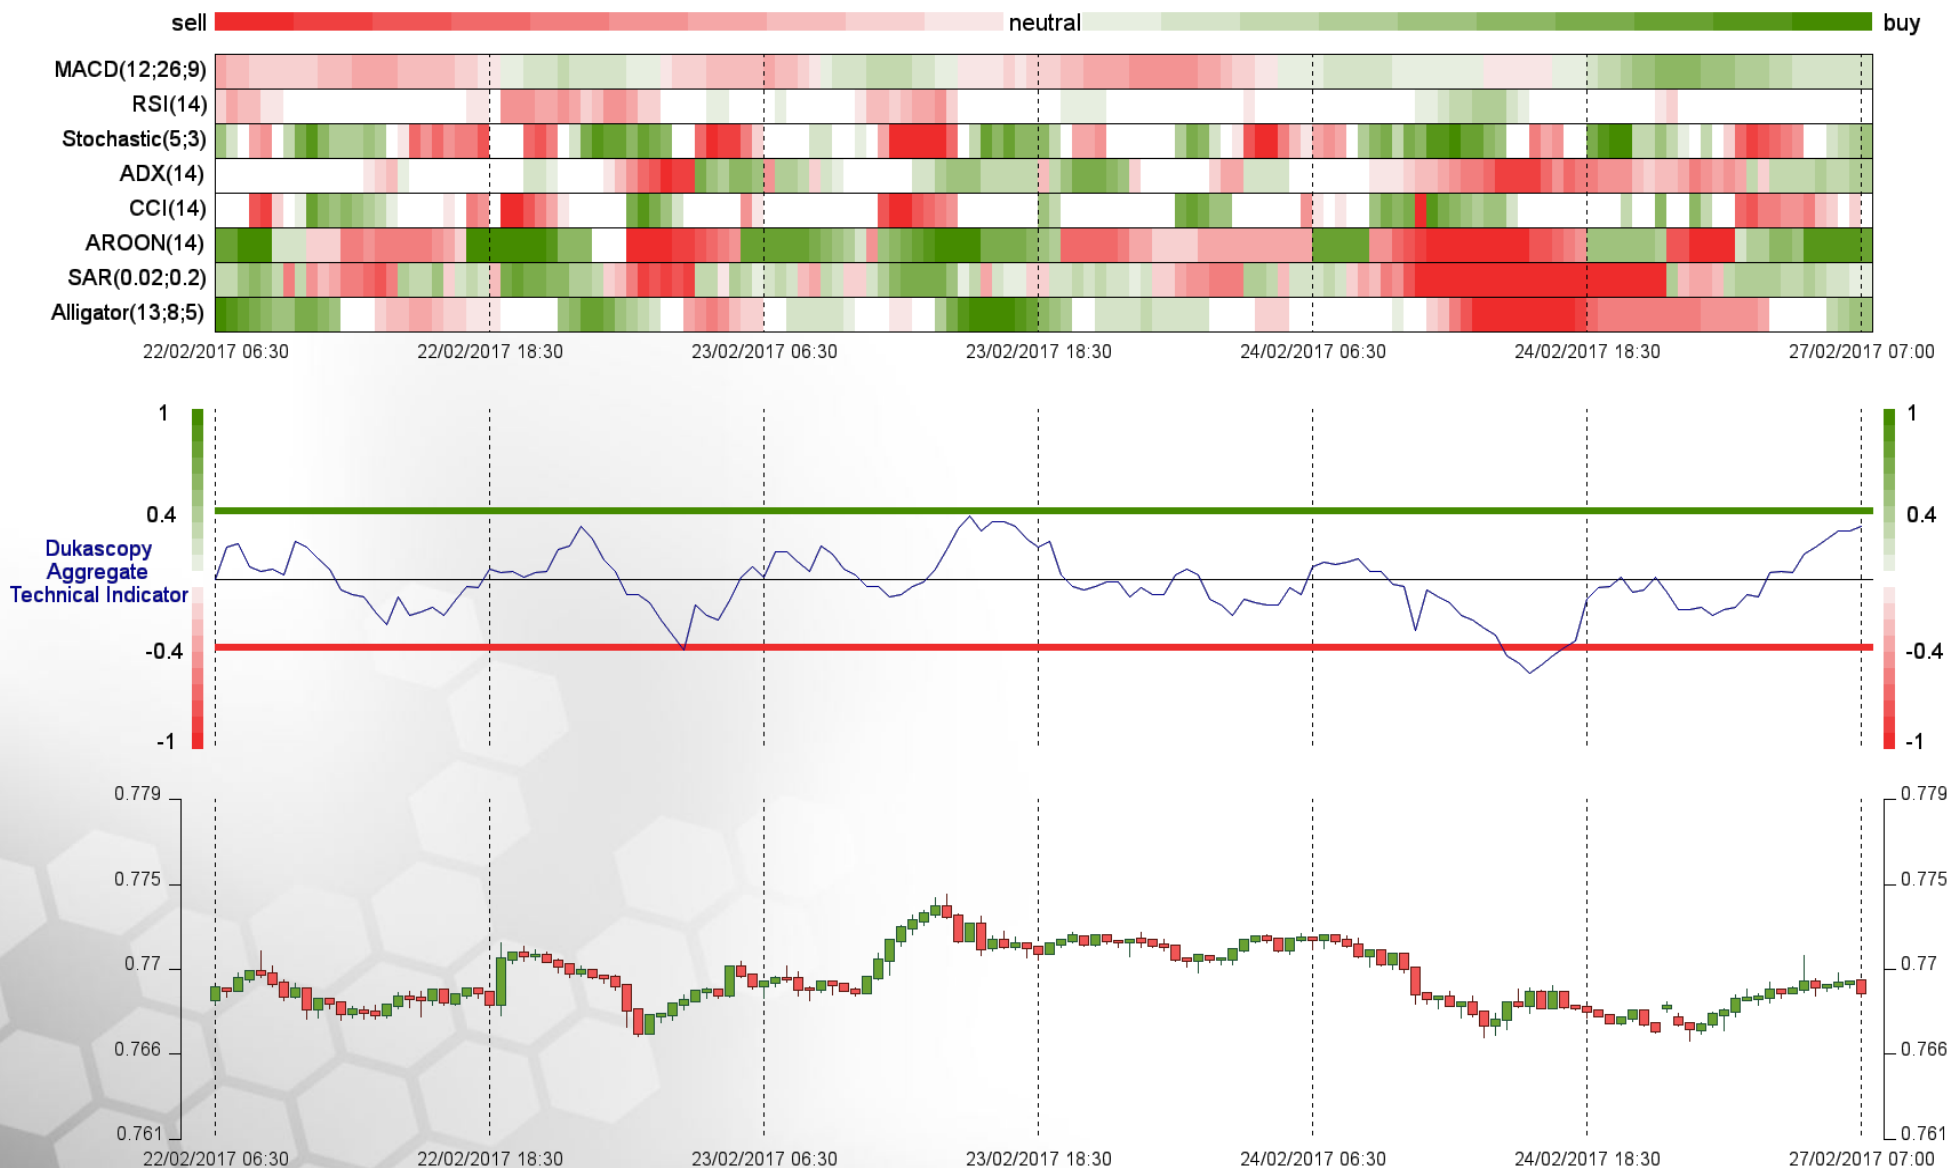 sell neutral buy
MACD(12;26;9)
RSI(14)
Stochastic(5;3)
ADX(14)
CCI(14)
AROON(14)
SAR(0.02;0.2)
Alligator(13;8;5)
22/02/2017 06:30 22/02/2017 18:30 23/02/2017 06:30 23/02/2017 18:30 24/02/2017 06:30 24/02/2017 18:30 27/02/2017 07:00
1 1
0.4 0.4
Dukascopy
Aggregate
Technical Indicator
-0.4 -0.4
-1 -1
0.779 0.779
0.775 0.775
0.77 0.77
0.766 0.766
0.761 0.761
22/02/2017 06:30 22/02/2017 18:30 23/02/2017 06:30 23/02/2017 18:30 24/02/2017 06:30 24/02/2017 18:30 27/02/2017 07:00